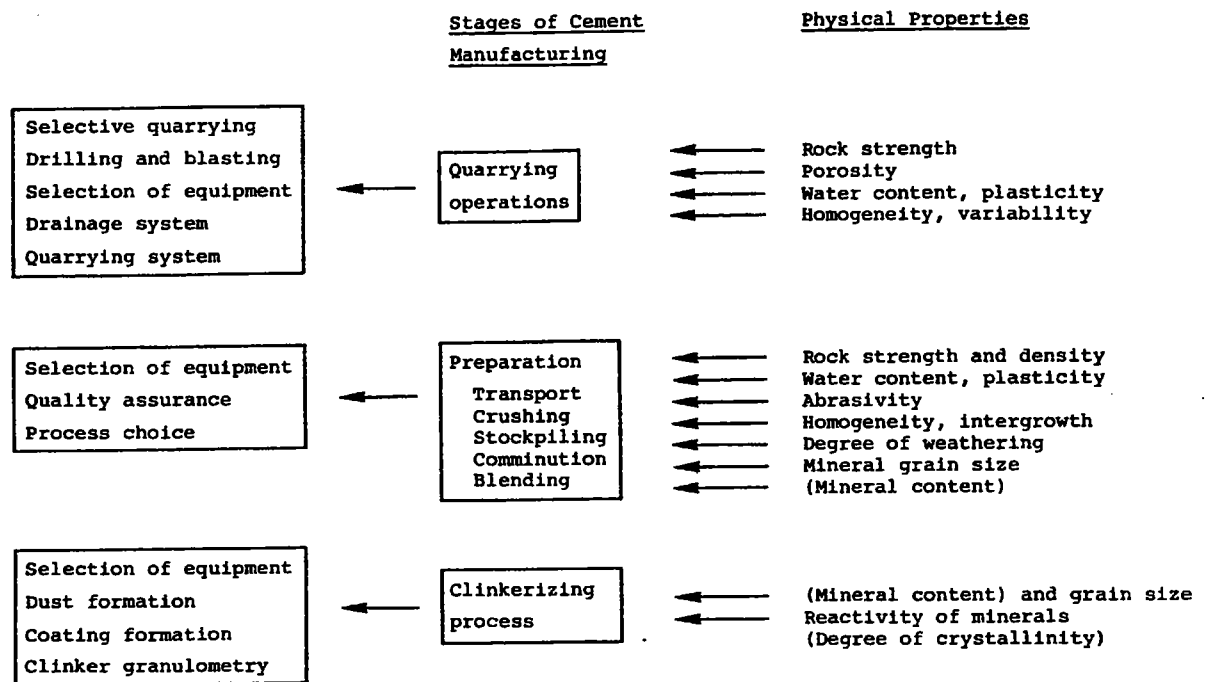 Stages of Cement
Manufacturing
Physical Properties
Selective quarrying
Drilling and blasting
Selection of equipment
Drainage system
Quarrying system
Quarrying
operations
Rock strength
Porosity
Water content, plasticity
Homogeneity, variability
Selection of equipment
Quality assurance
Process choice
Preparation
Transport
Crushing
Stockpiling
Comminution
Blending
Rock strength and density
Water content, plasticity
Abrasivity
Homogeneity, intergrowth
Degree of weathering
Mineral grain size
(Mineral content)
Selection of equipment
Dust formation
Coating formation
Clinker granulometry
Clinkerizing
process
(Mineral content) and grain size
Reactivity of minerals
(Degree of crystallinity)